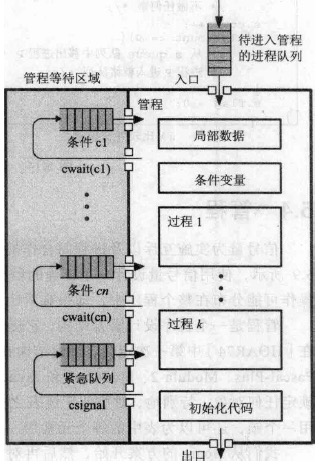 待进入管程
的进程队列
管程等待区域
入口
管程
条件 c1
cwait(c1)
局部数据
条件变量
过程 1
条件 cn
cwait(cn)
过程 k
紧急队列
csignal
初始化代码
出口